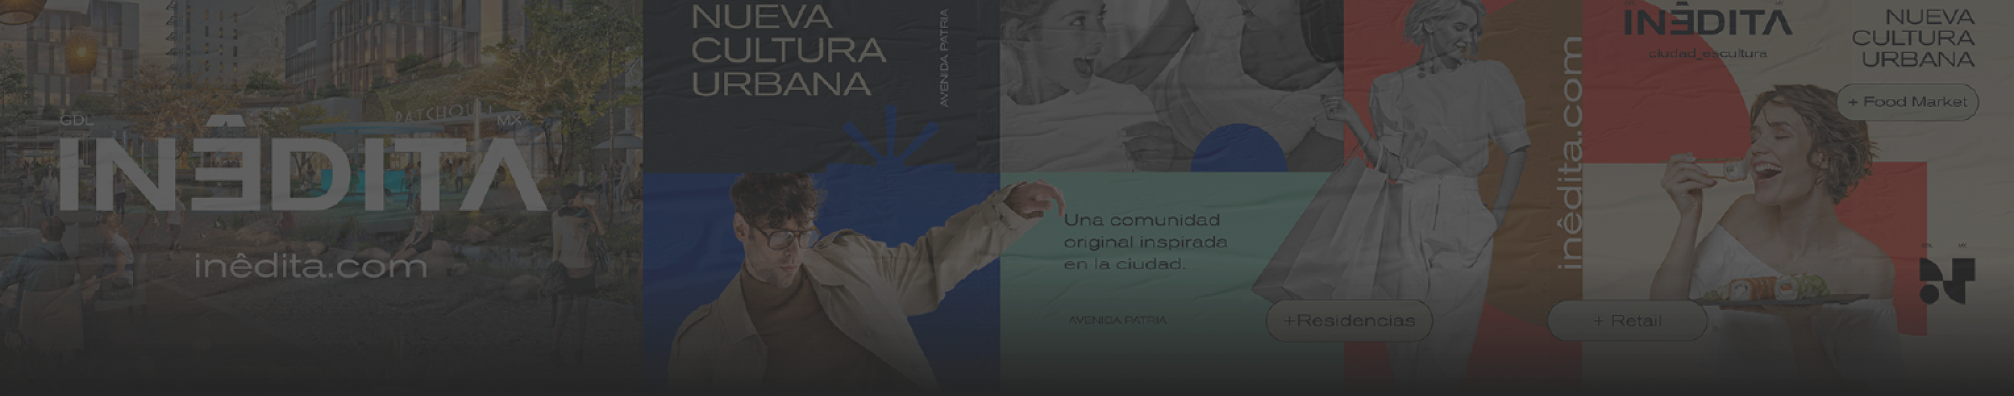 PATCHOULI
GDL
MX
INÊDITA
inêdita.com
NUEVA
CULTURA
URBANA
AVENIDA PATRIA
Una comunidad
original inspirada
en la ciudad.
AVENIDA PATRIA
+Residencias
inêdita.com
+ Retail
INÊDITA
ciudad_escultura
NUEVA
CULTURA
URBANA
+ Food Market